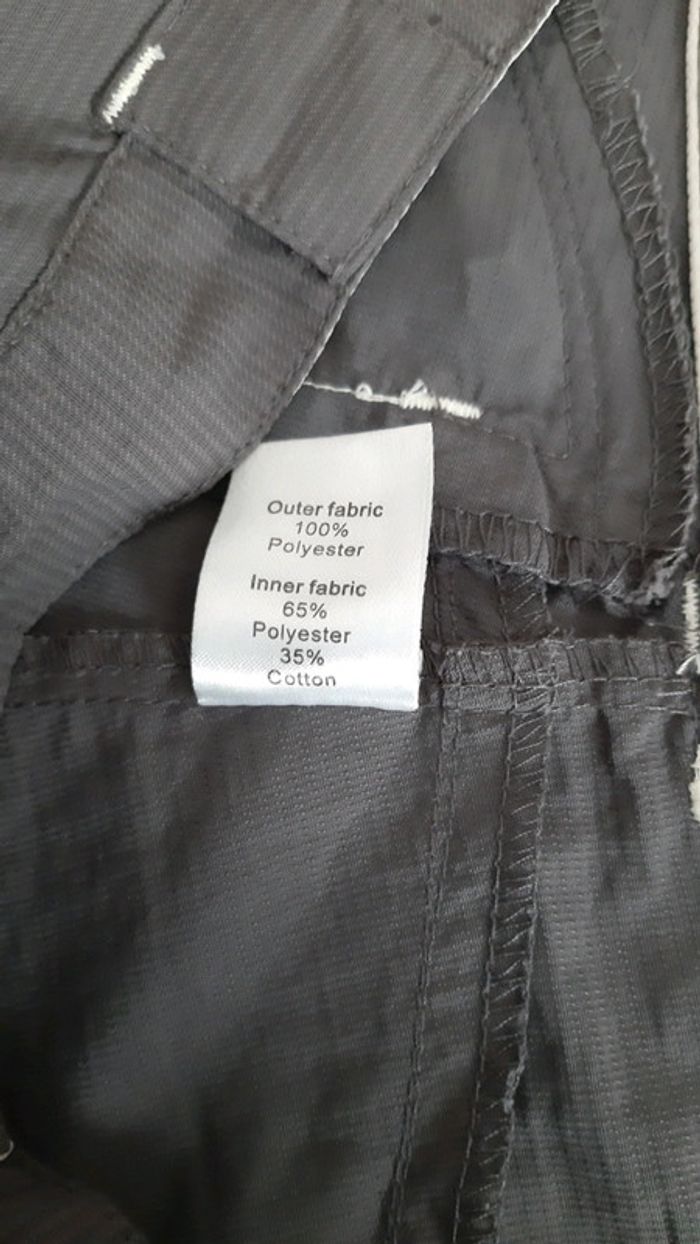 Outer fabric
100%
Polyester
Inner fabric
65%
Polyester
35%
Cotton